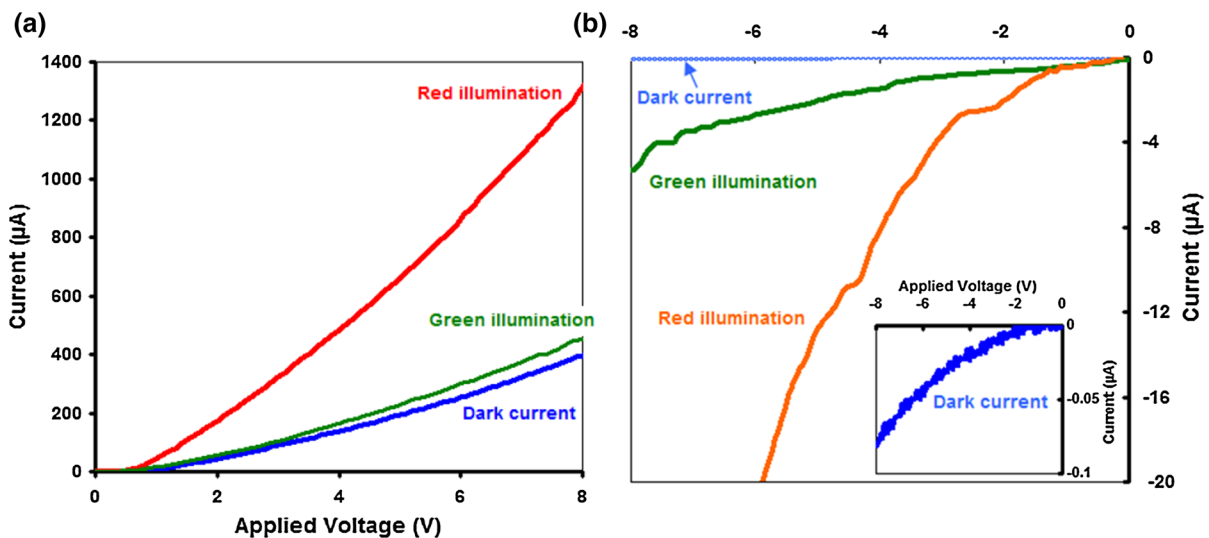 (a)
1400
1200
1000
800
600
400
200
0
0 2 4 6 8
Current (μA)
Applied Voltage (V)
Red illumination
Green illumination
Dark current
(b)
-8 -6 -4 -2 0
0
-4
-8
-12
-16
-20
Current (μA)
Dark current
Green illumination
Red illumination
Applied Voltage (V)
-8 -6 -4 -2 0
0
-0.05
-0.1
Current (μA)
Dark current